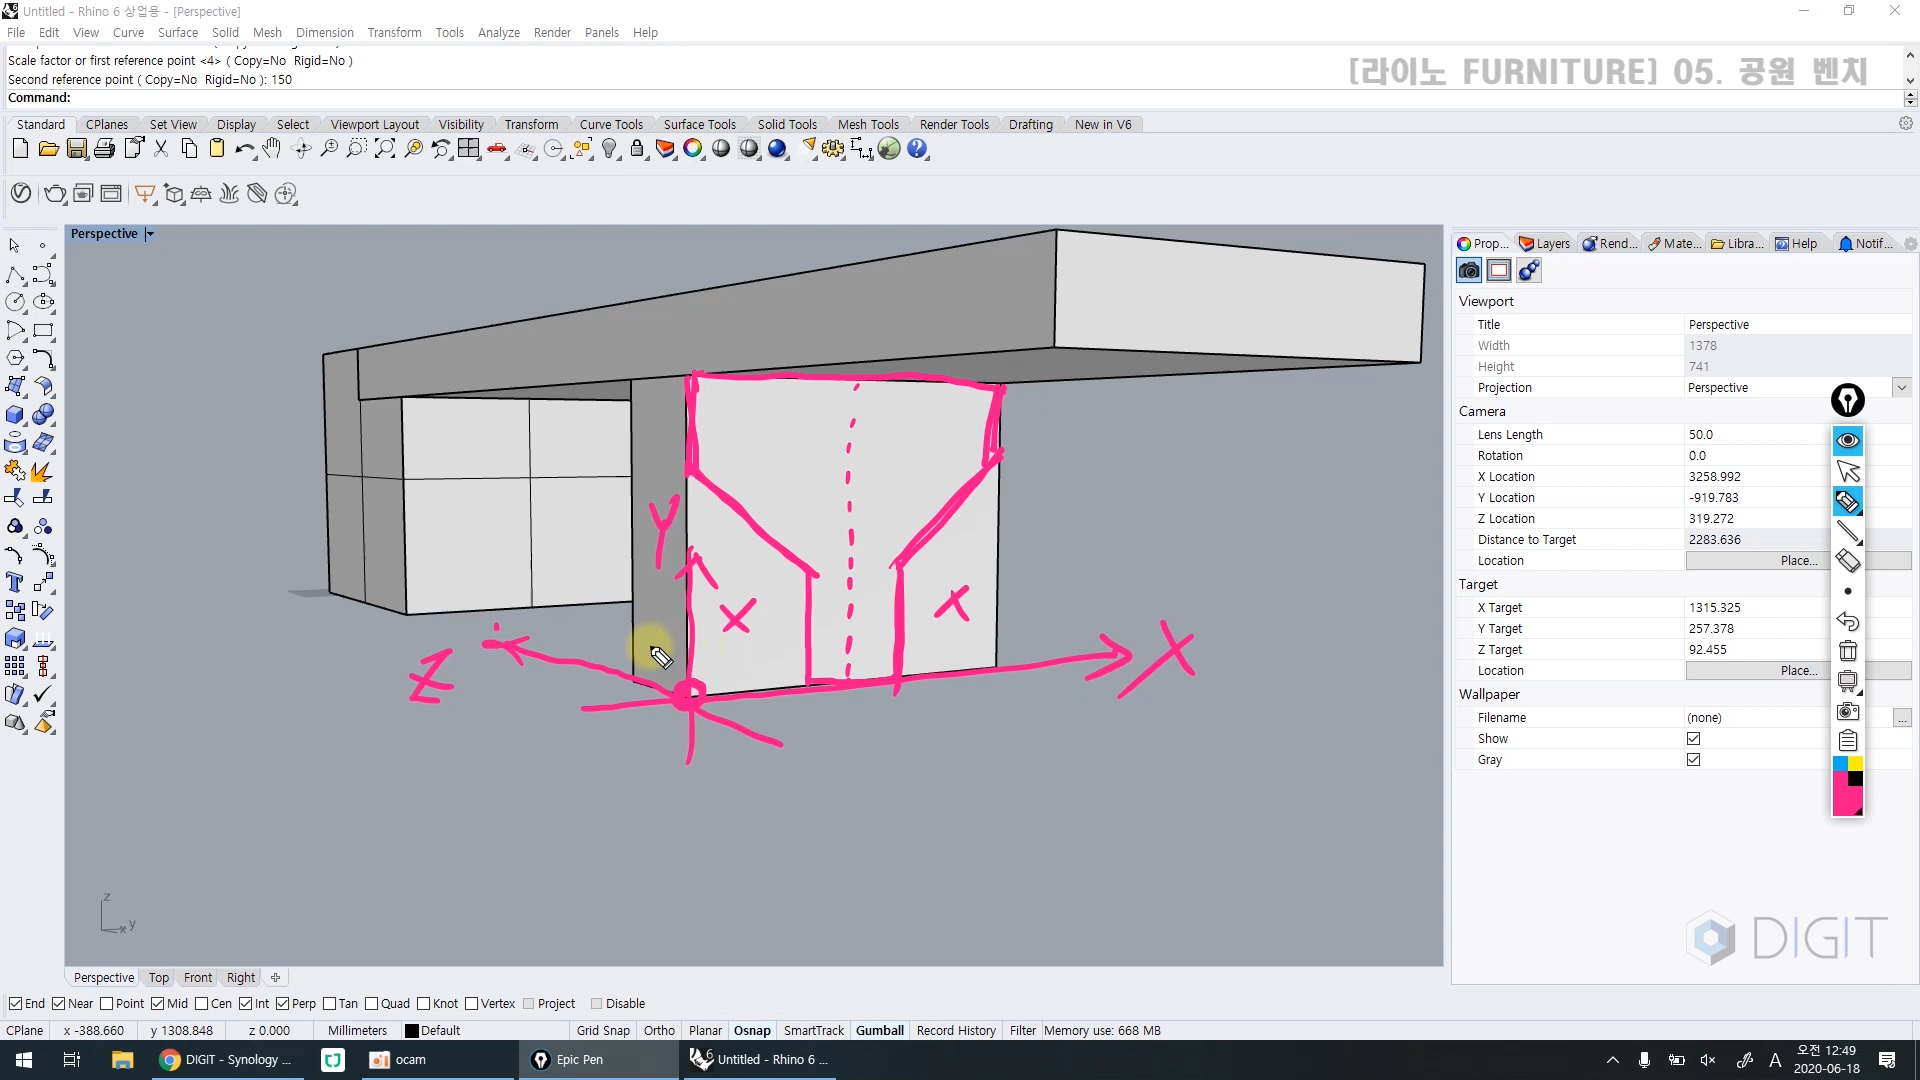 Untitled - Rhino 6 상업용 - [Perspective]
File Edit View Curve Surface Solid Mesh Dimension Transform Tools Analyze Render Panels Help
Scale factor or first reference point <4> ( Copy=No Rigid=No )
Second reference point ( Copy=No Rigid=No ): 150
Command:
[라이노 FURNITURE] 05. 공원 벤치
Standard CPlanes Set View Display Select Viewport Layout Visibility Transform Curve Tools Surface Tools Solid Tools Mesh Tools Render Tools Drafting New in V6
Perspective
Prop... Layers Rend... Mate... Libra... Help Notif...
Viewport
Title Perspective
Width 1378
Height 741
Projection Perspective
Camera
Lens Length 50.0
Rotation 0.0
X Location 3258.992
Y Location -919.783
Z Location 319.272
Distance to Target 2283.636
Location Place...
Target
X Target 1315.325
Y Target 257.378
Z Target 92.455
Location Place...
Wallpaper
Filename (none) ...
Show
Gray
Y
X X
Z
X
z
x y
DIGIT
Perspective Top Front Right
End Near Point Mid Cen Int Perp Tan Quad Knot Vertex Project Disable
CPlane x -388.660 y 1308.848 z 0.000 Millimeters Default Grid Snap Ortho Planar Osnap SmartTrack Gumball Record History Filter Memory use: 668 MB
DIGIT - Synology ... ocam Epic Pen Untitled - Rhino 6 ... A 오전 12:49
2020-06-18